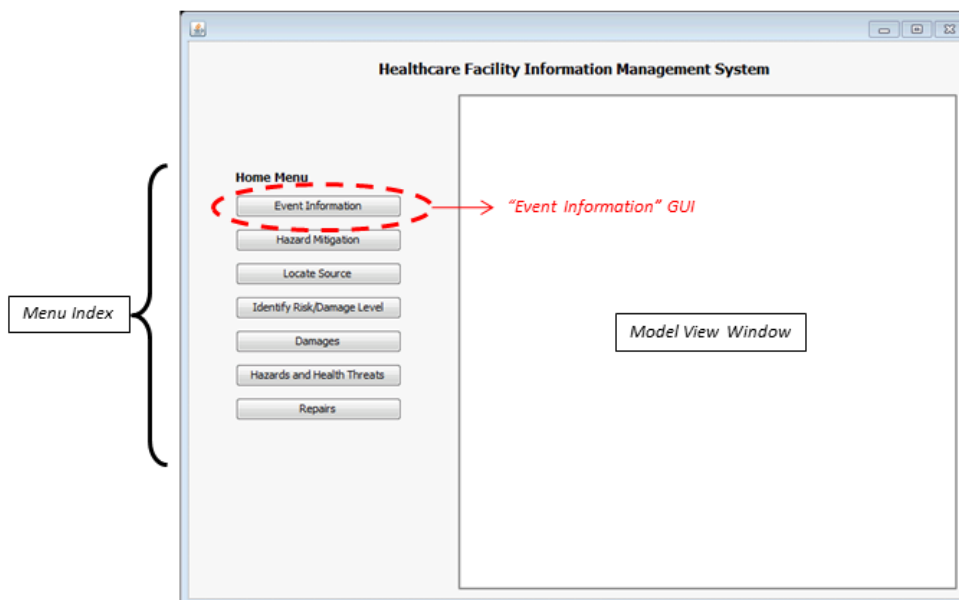 Healthcare Facility Information Management System
Home Menu
Event Information
“Event Information” GUI
Hazard Mitigation
Locate Source
Identify Risk/Damage Level
Menu Index
Model View Window
Damages
Hazards and Health Threats
Repairs